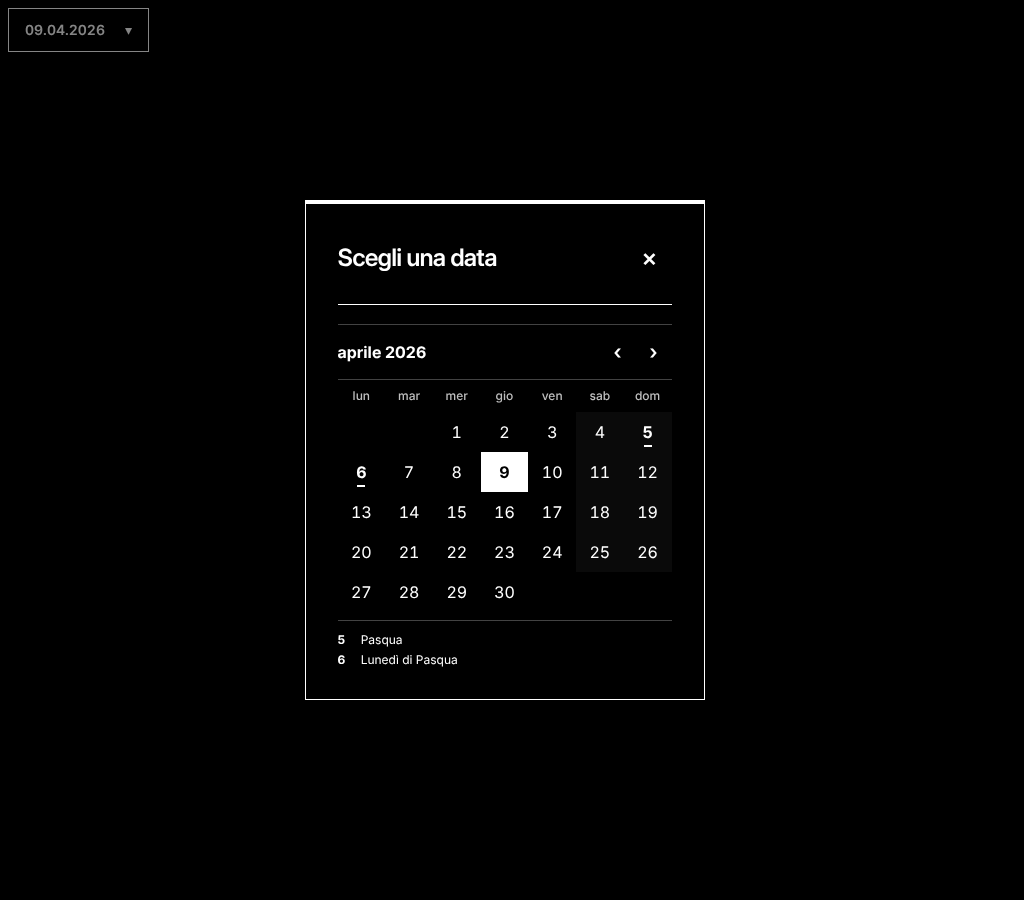 09.04.2026 ▼
Scegli una data ×
aprile 2026 ‹ ›
lun mar mer gio ven sab dom
1 2 3 4 5
6 7 8 9 10 11 12
13 14 15 16 17 18 19
20 21 22 23 24 25 26
27 28 29 30
5 Pasqua
6 Lunedì di Pasqua